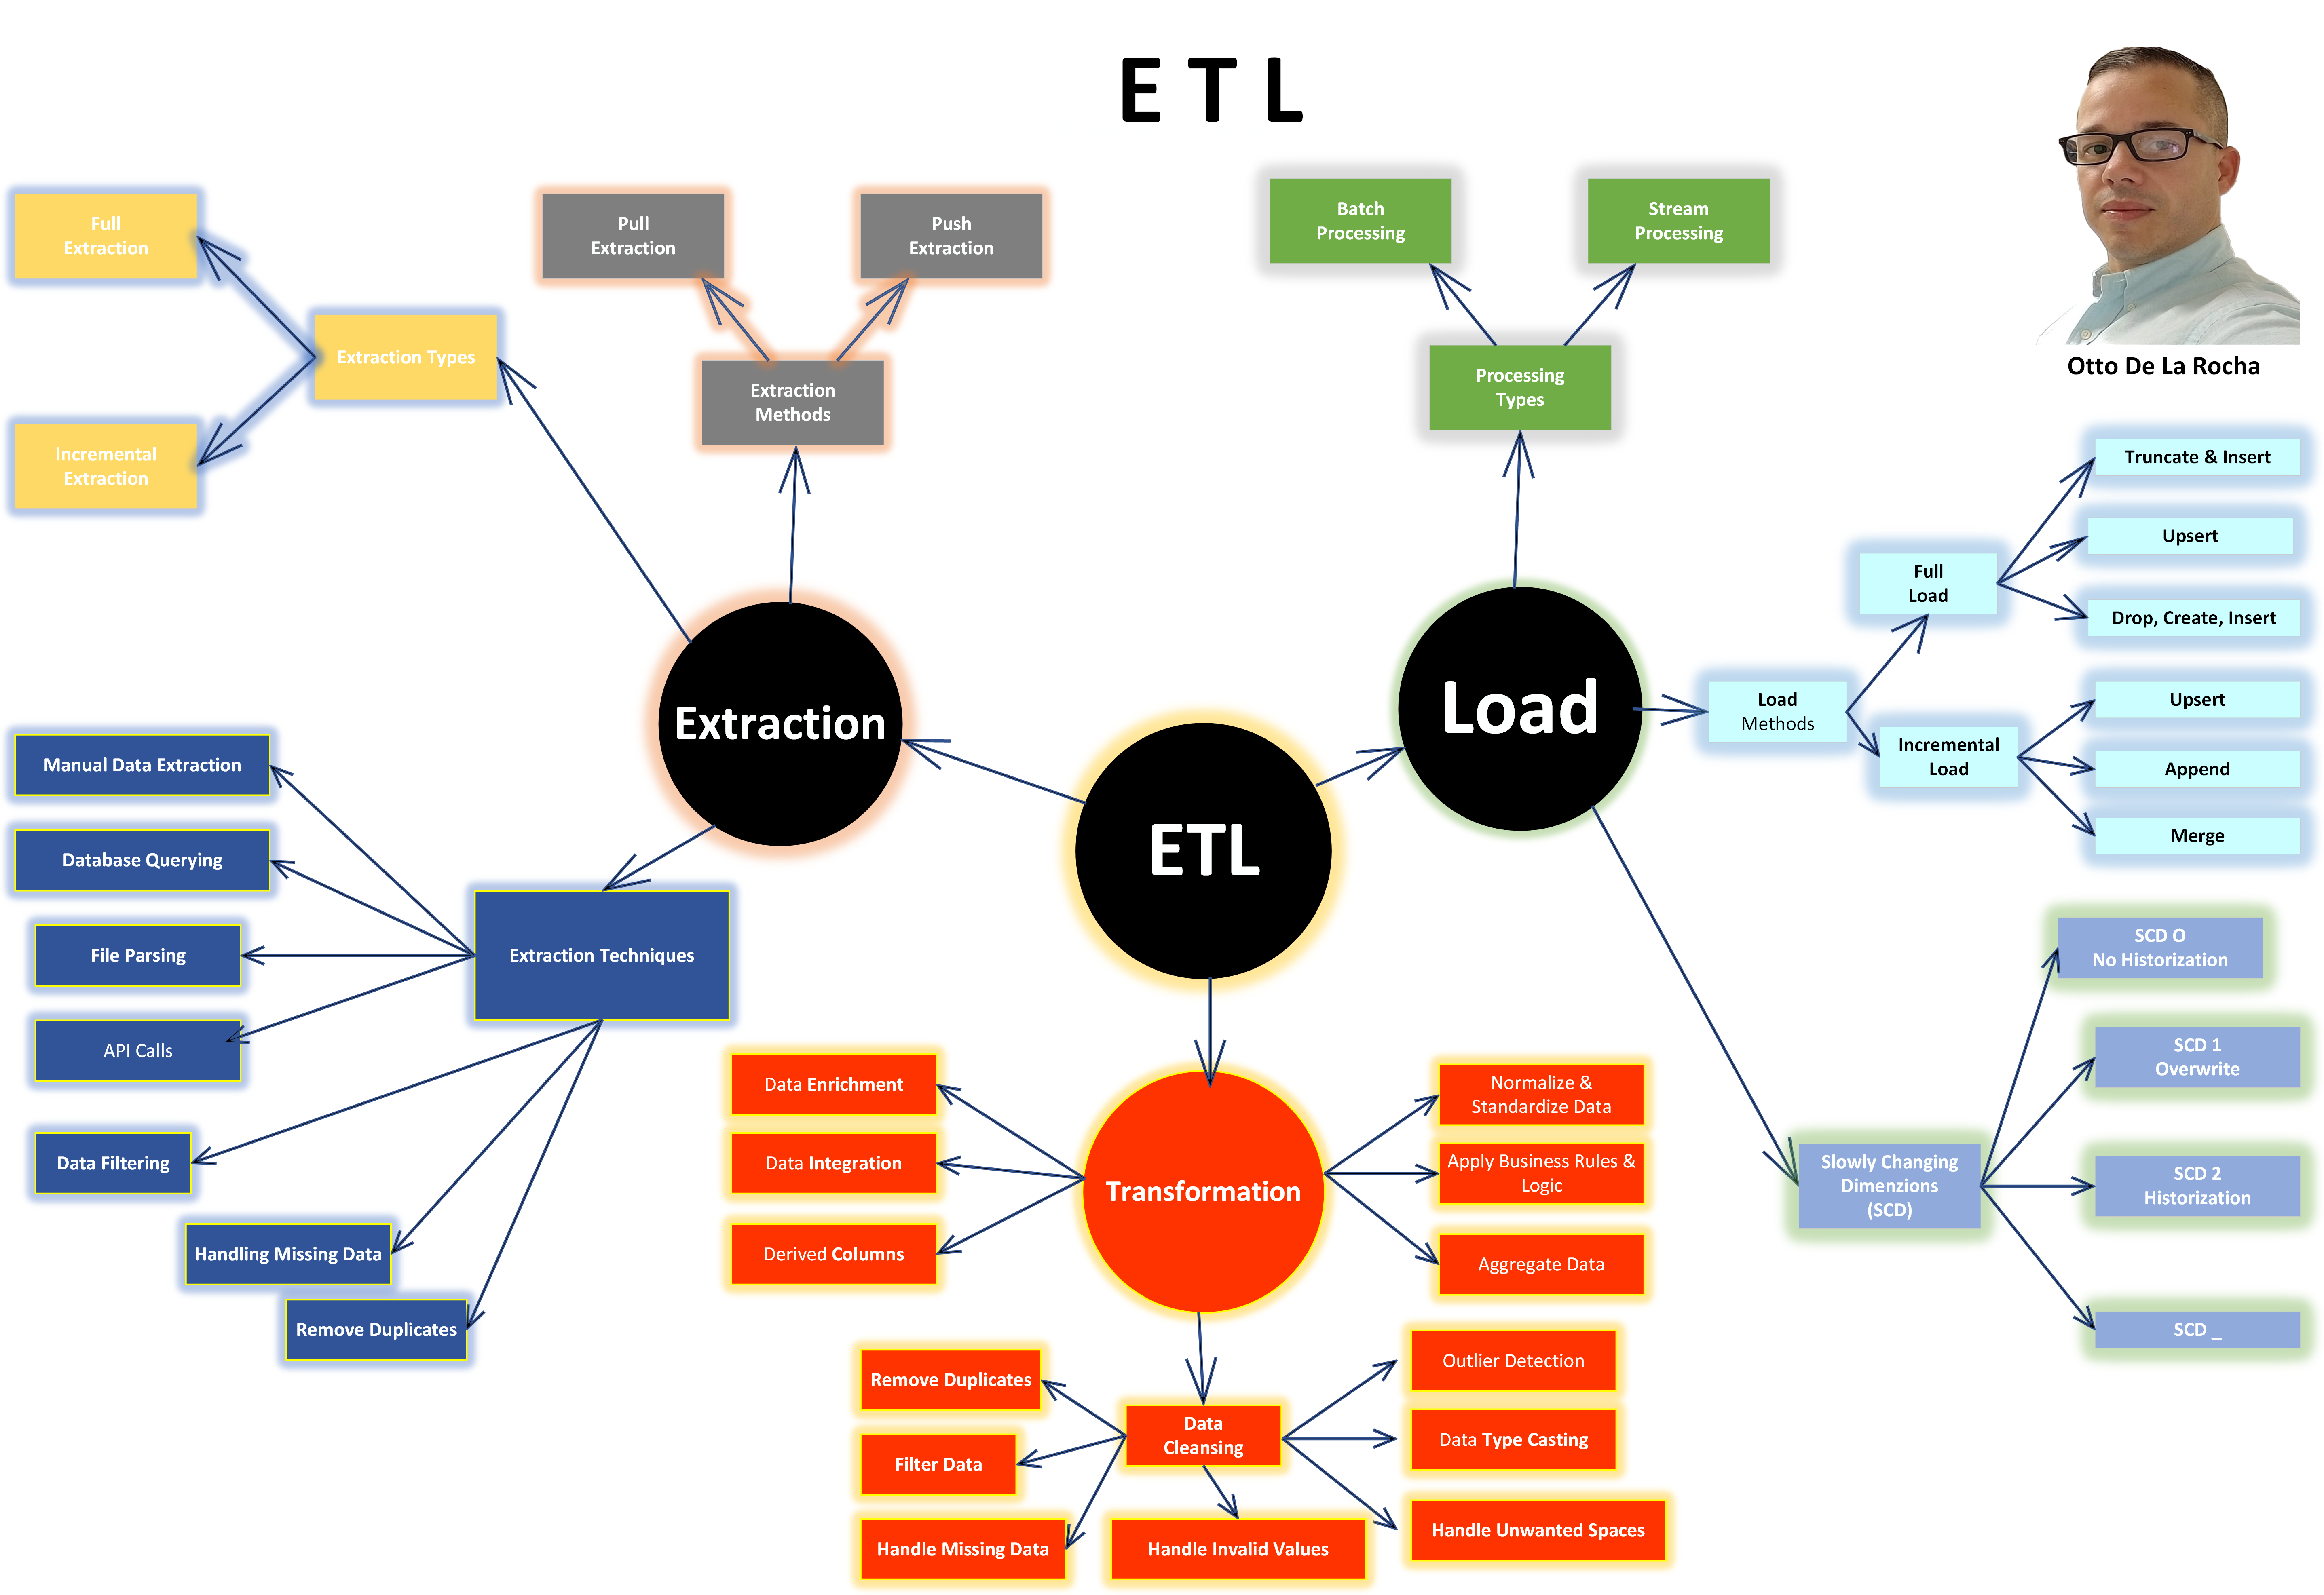 E T L
Otto De La Rocha
Full
Extraction
Incremental
Extraction
Extraction Types
Pull
Extraction
Push
Extraction
Extraction
Methods
Batch
Processing
Stream
Processing
Processing
Types
Extraction
ETL
Load
Load
Methods
Full
Load
Truncate & Insert
Upsert
Drop, Create, Insert
Incremental
Load
Upsert
Append
Merge
Manual Data Extraction
Database Querying
File Parsing
API Calls
Data Filtering
Handling Missing Data
Remove Duplicates
Extraction Techniques
Slowly Changing
Dimenzions
(SCD)
SCD O
No Historization
SCD 1
Overwrite
SCD 2
Historization
SCD _
Transformation
Data Enrichment
Data Integration
Derived Columns
Normalize &
Standardize Data
Apply Business Rules &
Logic
Aggregate Data
Data
Cleansing
Remove Duplicates
Filter Data
Handle Missing Data
Handle Invalid Values
Outlier Detection
Data Type Casting
Handle Unwanted Spaces